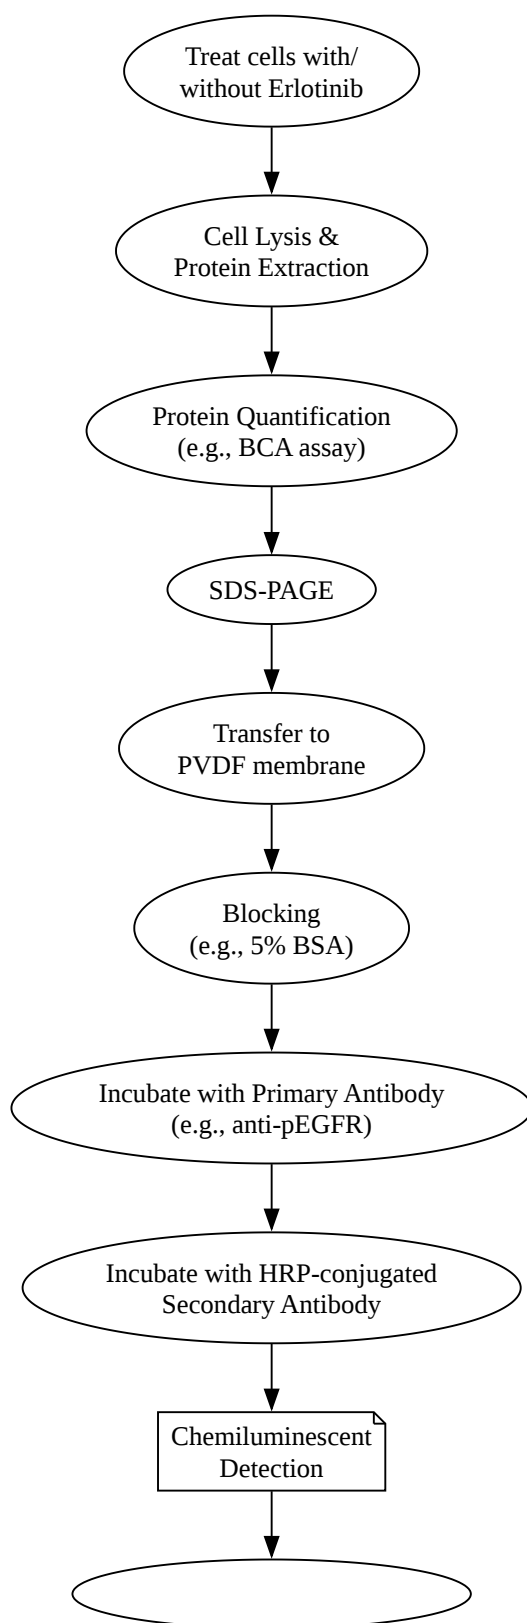 Treat cells with/
without Erlotinib
Cell Lysis &
Protein Extraction
Protein Quantification
(e.g., BCA assay)
SDS-PAGE
Transfer to
PVDF membrane
Blocking
(e.g., 5% BSA)
Incubate with Primary Antibody
(e.g., anti-pEGFR)
Incubate with HRP-conjugated
Secondary Antibody
Chemiluminescent
Detection